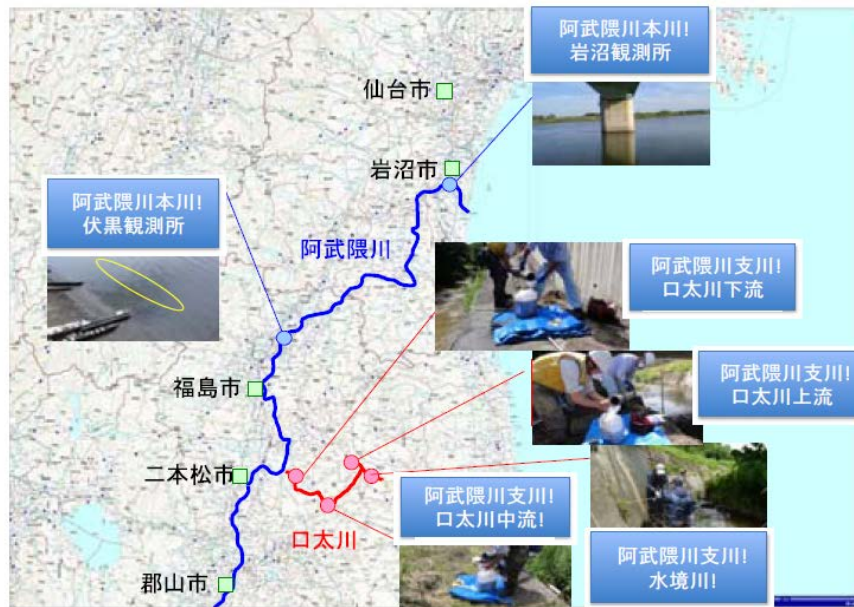 阿武隈川本川!
岩沼観測所
仙台市
岩沼市
阿武隈川本川!
伏黒観測所
阿武隈川
阿武隈川支川!
口太川下流
阿武隈川支川!
口太川上流
福島市
二本松市
阿武隈川支川!
口太川中流!
口太川
阿武隈川支川!
水境川!
郡山市